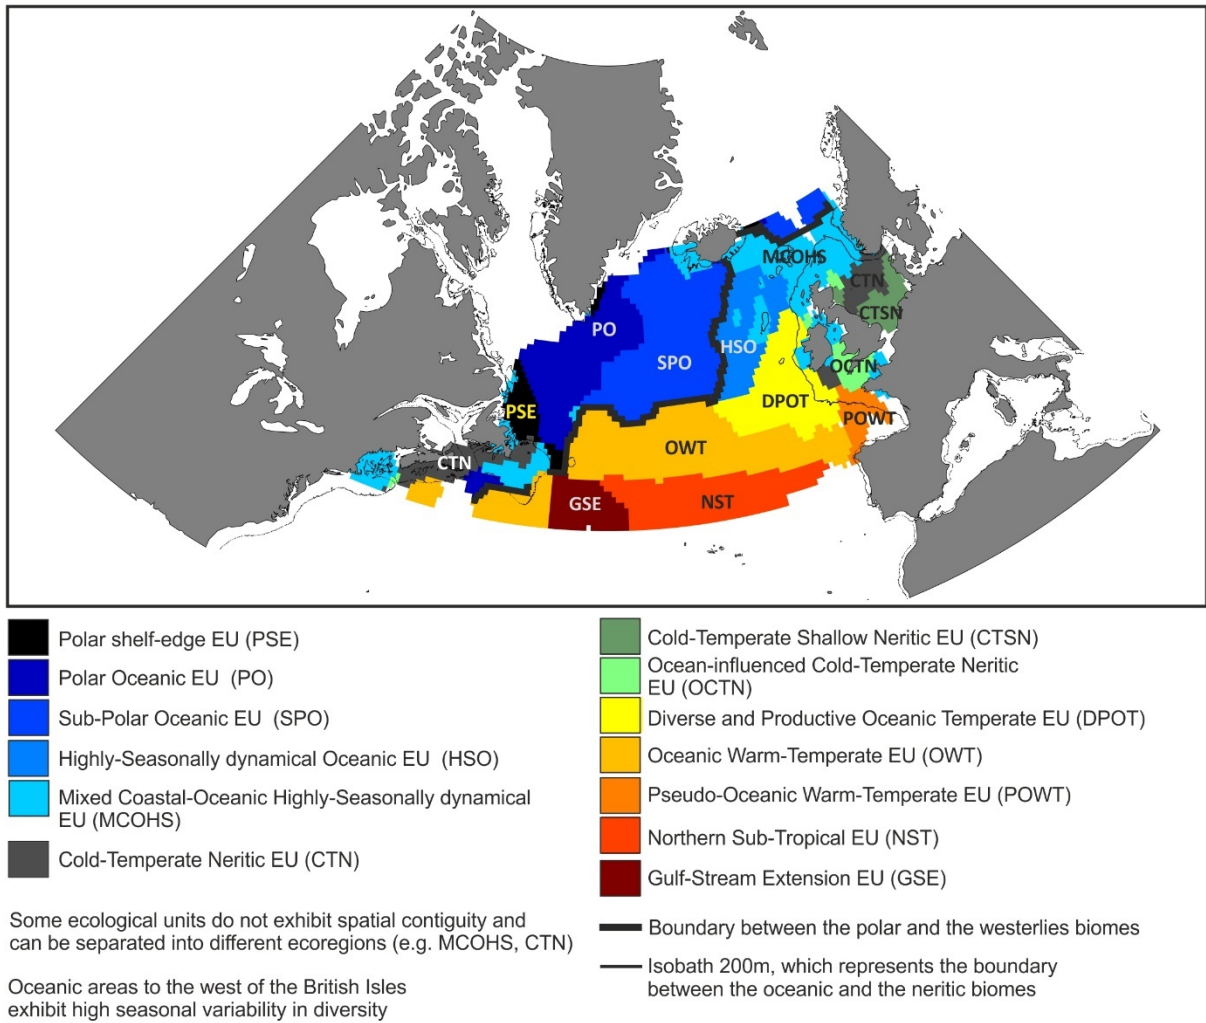 MCOHS
CTN
CTSN
PO
SPO
HSO
OCTN
PSE
DPOT
POWT
OWT
CTN
GSE
NST
Polar shelf-edge EU (PSE)
Polar Oceanic EU (PO)
Sub-Polar Oceanic EU (SPO)
Highly-Seasonally dynamical Oceanic EU (HSO)
Mixed Coastal-Oceanic Highly-Seasonally dynamical
EU (MCOHS)
Cold-Temperate Neritic EU (CTN)
Some ecological units do not exhibit spatial contiguity and
can be separated into different ecoregions (e.g. MCOHS, CTN)
Oceanic areas to the west of the British Isles
exhibit high seasonal variability in diversity
Cold-Temperate Shallow Neritic EU (CTSN)
Ocean-influenced Cold-Temperate Neritic
EU (OCTN)
Diverse and Productive Oceanic Temperate EU (DPOT)
Oceanic Warm-Temperate EU (OWT)
Pseudo-Oceanic Warm-Temperate EU (POWT)
Northern Sub-Tropical EU (NST)
Gulf-Stream Extension EU (GSE)
Boundary between the polar and the westerlies biomes
Isobath 200m, which represents the boundary
between the oceanic and the neritic biomes